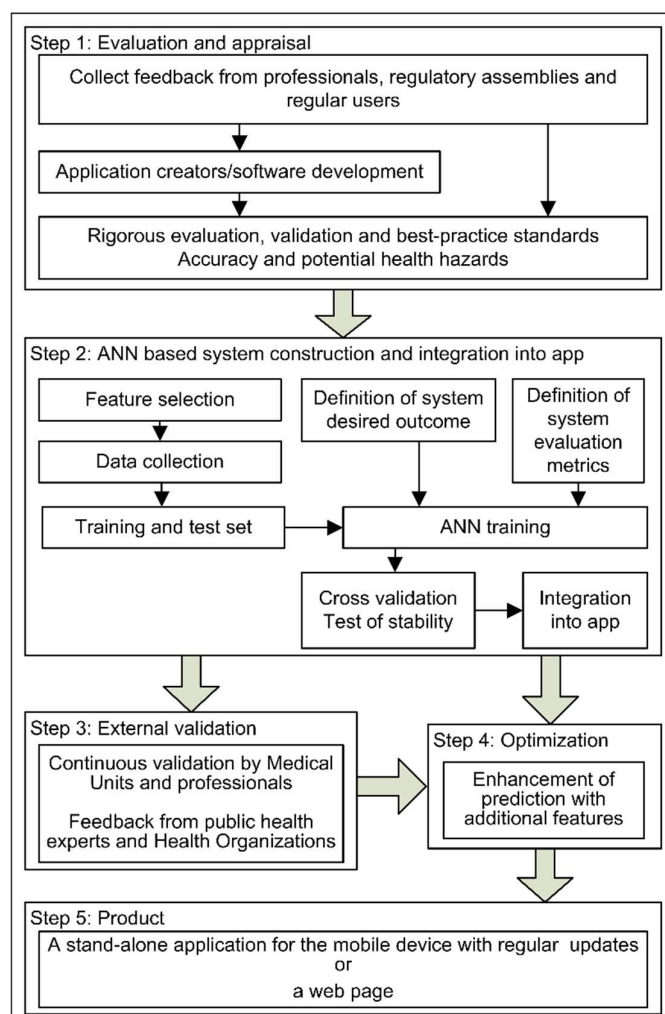 Step 1: Evaluation and appraisal
Collect feedback from professionals, regulatory assemblies and
regular users
Application creators/software development
Rigorous evaluation, validation and best-practice standards
Accuracy and potential health hazards
Step 2: ANN based system construction and integration into app
Feature selection
Data collection
Training and test set
Definition of system
desired outcome
Definition of
system
evaluation
metrics
ANN training
Cross validation
Test of stability
Integration
into app
Step 3: External validation
Continuous validation by Medical
Units and professionals
Feedback from public health
experts and Health Organizations
Step 4: Optimization
Enhancement of
prediction with
additional features
Step 5: Product
A stand-alone application for the mobile device with regular updates
or
a web page